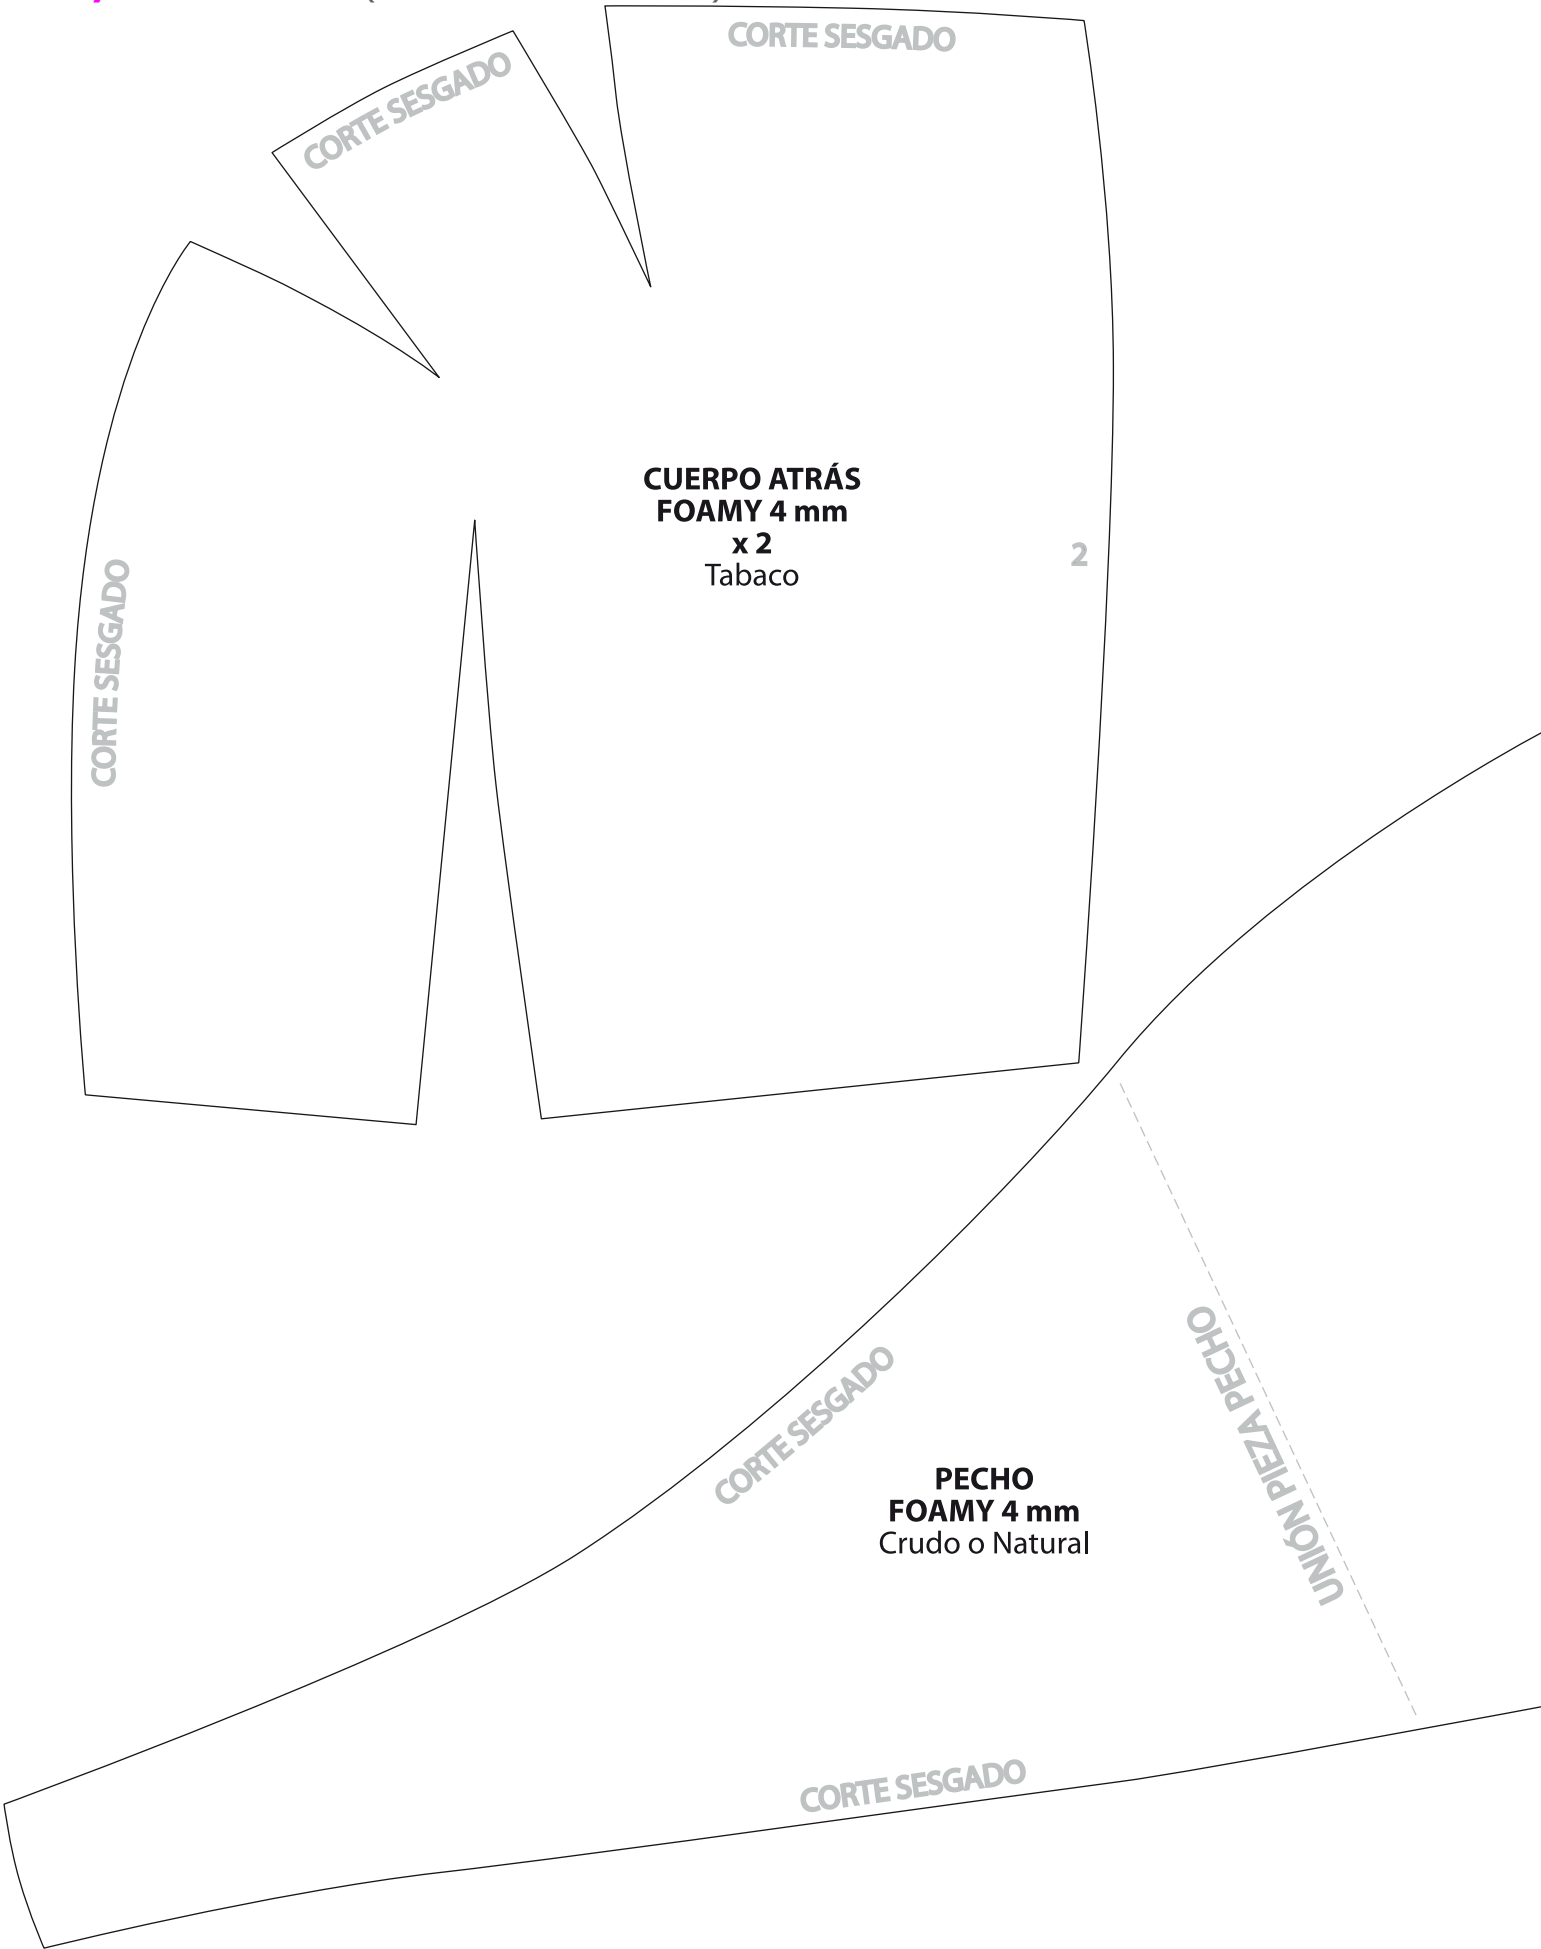 CORTE SESGADO
CORTE SESGADO
CUERPO ATRÁS
FOAMY 4 mm
x 2
Tabaco
2
CORTE SESGADO
CORTE SESGADO
UNIÓN PIEZA PECHO
PECHO
FOAMY 4 mm
Crudo o Natural
CORTE SESGADO